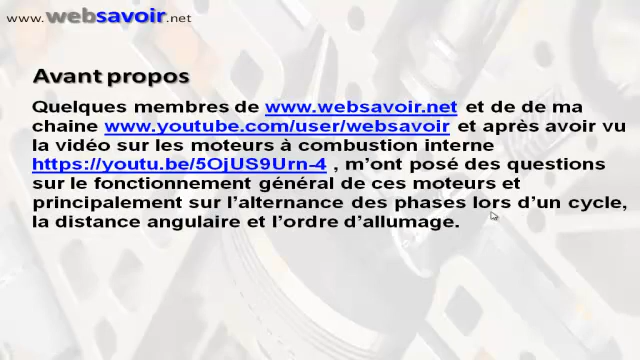 www.websavoir.net
Avant propos
Quelques membres de www.websavoir.net et de de ma
chaine www.youtube.com/user/websavoir et après avoir vu
la vidéo sur les moteurs à combustion interne
https://youtu.be/5OjUS9Urn-4 , m’ont posé des questions
sur le fonctionnement général de ces moteurs et
principalement sur l’alternance des phases lors d’un cycle,
la distance angulaire et l’ordre d’allumage.